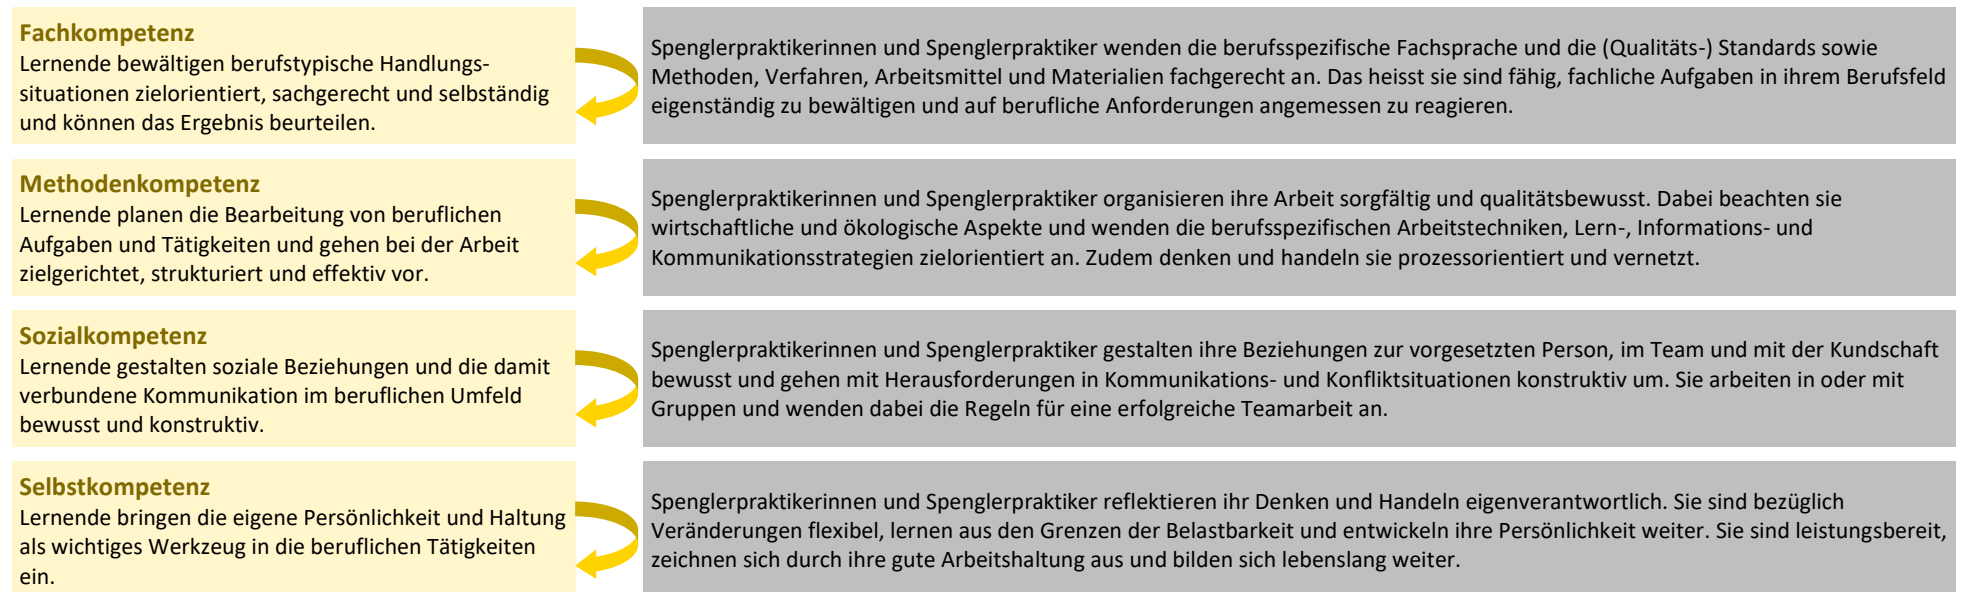 Fachkompetenz
Lernende bewältigen berufstypische Handlungs-
situationen zielorientiert, sachgerecht und selbständig
und können das Ergebnis beurteilen.
Spenglerpraktikerinnen und Spenglerpraktiker wenden die berufsspezifische Fachsprache und die (Qualitäts-) Standards sowie
Methoden, Verfahren, Arbeitsmittel und Materialien fachgerecht an. Das heisst sie sind fähig, fachliche Aufgaben in ihrem Berufsfeld
eigenständig zu bewältigen und auf berufliche Anforderungen angemessen zu reagieren.
Methodenkompetenz
Lernende planen die Bearbeitung von beruflichen
Aufgaben und Tätigkeiten und gehen bei der Arbeit
zielgerichtet, strukturiert und effektiv vor.
Spenglerpraktikerinnen und Spenglerpraktiker organisieren ihre Arbeit sorgfältig und qualitätsbewusst. Dabei beachten sie
wirtschaftliche und ökologische Aspekte und wenden die berufsspezifischen Arbeitstechniken, Lern-, Informations- und
Kommunikationsstrategien zielorientiert an. Zudem denken und handeln sie prozessorientiert und vernetzt.
Sozialkompetenz
Lernende gestalten soziale Beziehungen und die damit
verbundene Kommunikation im beruflichen Umfeld
bewusst und konstruktiv.
Spenglerpraktikerinnen und Spenglerpraktiker gestalten ihre Beziehungen zur vorgesetzten Person, im Team und mit der Kundschaft
bewusst und gehen mit Herausforderungen in Kommunikations- und Konfliktsituationen konstruktiv um. Sie arbeiten in oder mit
Gruppen und wenden dabei die Regeln für eine erfolgreiche Teamarbeit an.
Selbstkompetenz
Lernende bringen die eigene Persönlichkeit und Haltung
als wichtiges Werkzeug in die beruflichen Tätigkeiten
ein.
Spenglerpraktikerinnen und Spenglerpraktiker reflektieren ihr Denken und Handeln eigenverantwortlich. Sie sind bezüglich
Veränderungen flexibel, lernen aus den Grenzen der Belastbarkeit und entwickeln ihre Persönlichkeit weiter. Sie sind leistungsbereit,
zeichnen sich durch ihre gute Arbeitshaltung aus und bilden sich lebenslang weiter.